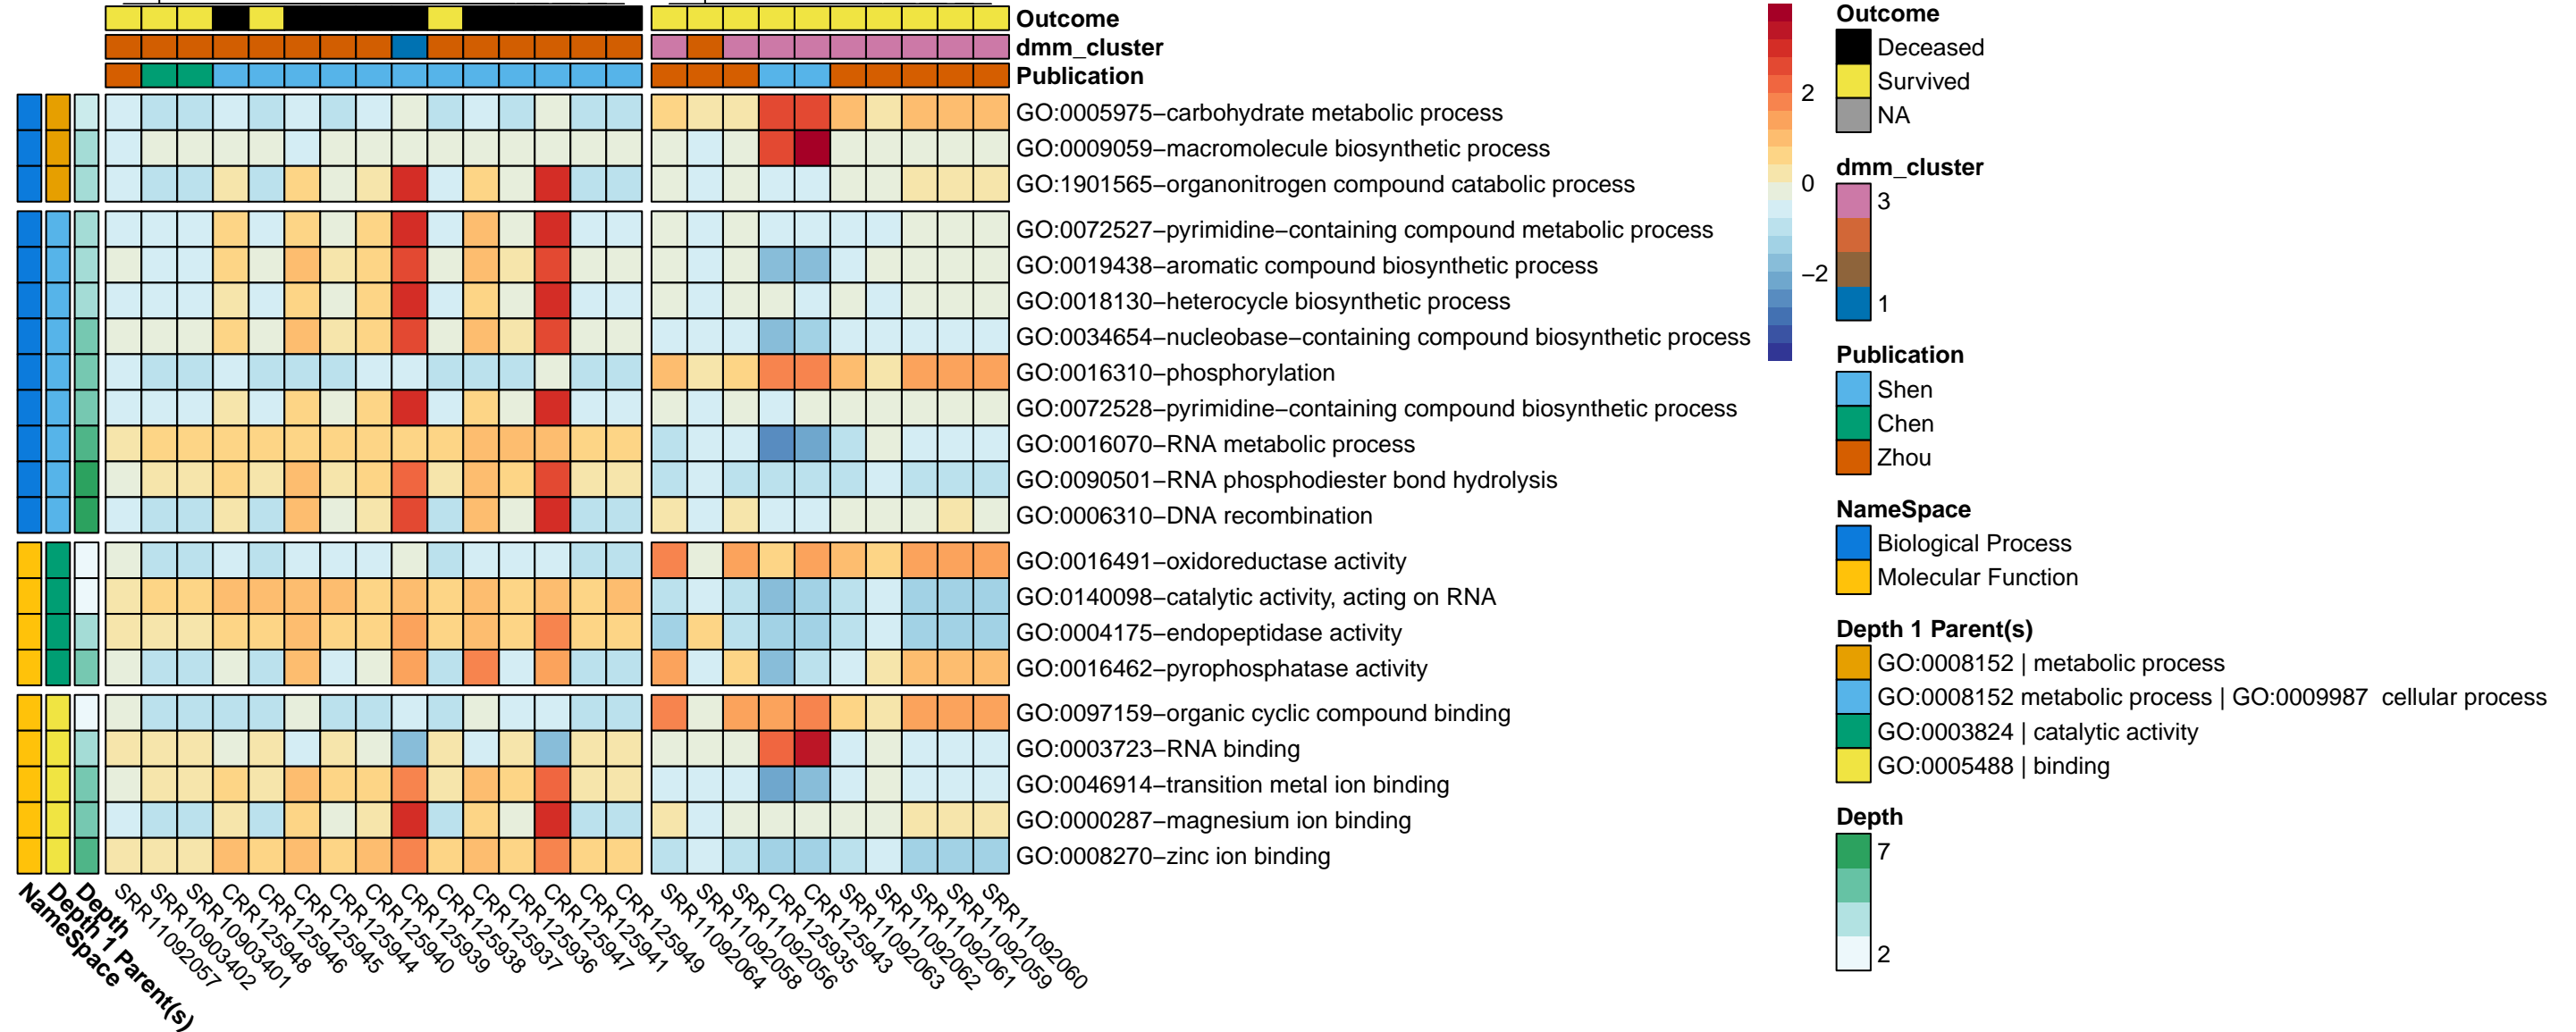 Outcome
dmm_cluster
Publication
GO:0005975−carbohydrate metabolic process
GO:0009059−macromolecule biosynthetic process
GO:1901565−organonitrogen compound catabolic process
GO:0072527−pyrimidine−containing compound metabolic process
GO:0019438−aromatic compound biosynthetic process
GO:0018130−heterocycle biosynthetic process
GO:0034654−nucleobase−containing compound biosynthetic process
GO:0016310−phosphorylation
GO:0072528−pyrimidine−containing compound biosynthetic process
GO:0016070−RNA metabolic process
GO:0090501−RNA phosphodiester bond hydrolysis
GO:0006310−DNA recombination
GO:0016491−oxidoreductase activity
GO:0140098−catalytic activity, acting on RNA
GO:0004175−endopeptidase activity
GO:0016462−pyrophosphatase activity
GO:0097159−organic cyclic compound binding
GO:0003723−RNA binding
GO:0046914−transition metal ion binding
GO:0000287−magnesium ion binding
GO:0008270−zinc ion binding
NameSpace
Depth 1 Parent(s)
Depth
SRR11092057
SRR10903402
SRR10903401
CRR125948
CRR125946
CRR125945
CRR125944
CRR125940
CRR125939
CRR125938
CRR125937
CRR125936
CRR125947
CRR125941
CRR125949
SRR11092064
SRR11092058
SRR11092056
CRR125935
CRR125943
SRR11092063
SRR11092062
SRR11092061
SRR11092059
SRR11092060
2
0
−2
Outcome
Deceased
Survived
NA
dmm_cluster
3
1
Publication
Shen
Chen
Zhou
NameSpace
Biological Process
Molecular Function
Depth 1 Parent(s)
GO:0008152 | metabolic process
GO:0008152 metabolic process | GO:0009987 cellular process
GO:0003824 | catalytic activity
GO:0005488 | binding
Depth
7
2